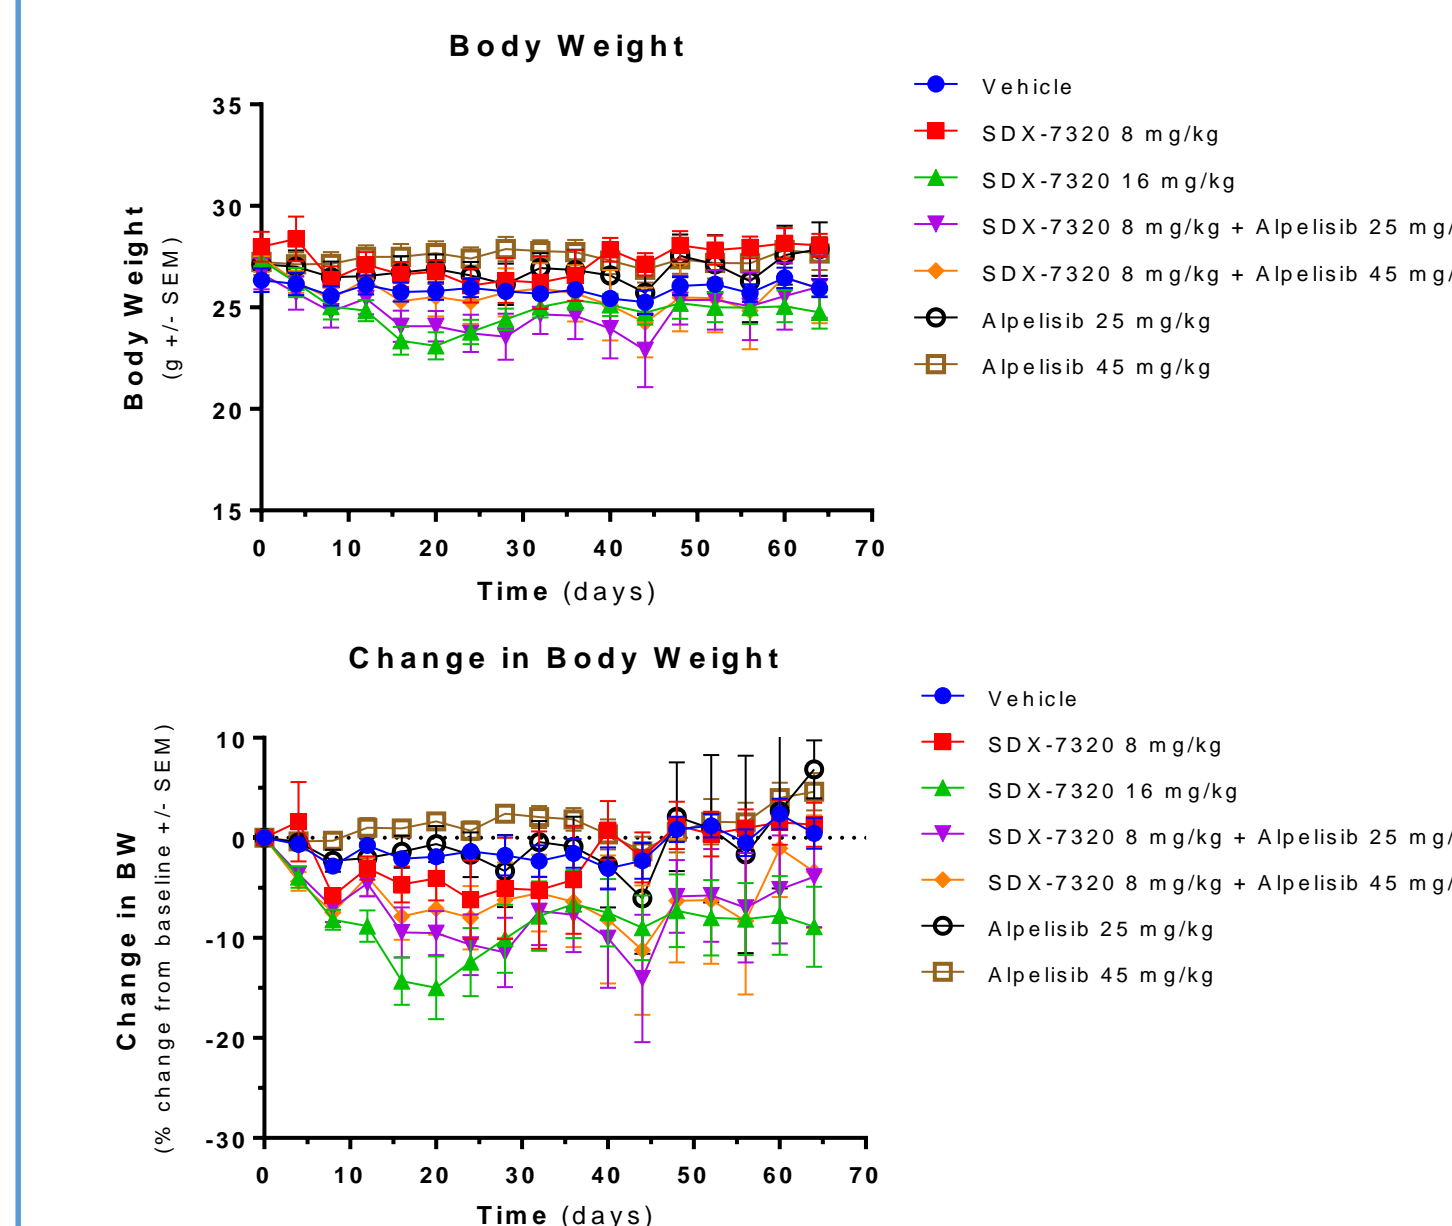 Body Weight
35
30
25
20
15
Body Weight
(g +/- SEM)
0 10 20 30 40 50 60 70
Time (days)
Vehicle
SDX-7320 8 mg/kg
SDX-7320 16 mg/kg
SDX-7320 8 mg/kg + Alpelisib 25 mg/
SDX-7320 8 mg/kg + Alpelisib 45 mg/
Alpelisib 25 mg/kg
Alpelisib 45 mg/kg
Change in Body Weight
10
0
-10
-20
-30
Change in BW
(% change from baseline +/- SEM)
0 10 20 30 40 50 60 70
Time (days)
Vehicle
SDX-7320 8 mg/kg
SDX-7320 16 mg/kg
SDX-7320 8 mg/kg + Alpelisib 25 mg/
SDX-7320 8 mg/kg + Alpelisib 45 mg/
Alpelisib 25 mg/kg
Alpelisib 45 mg/kg